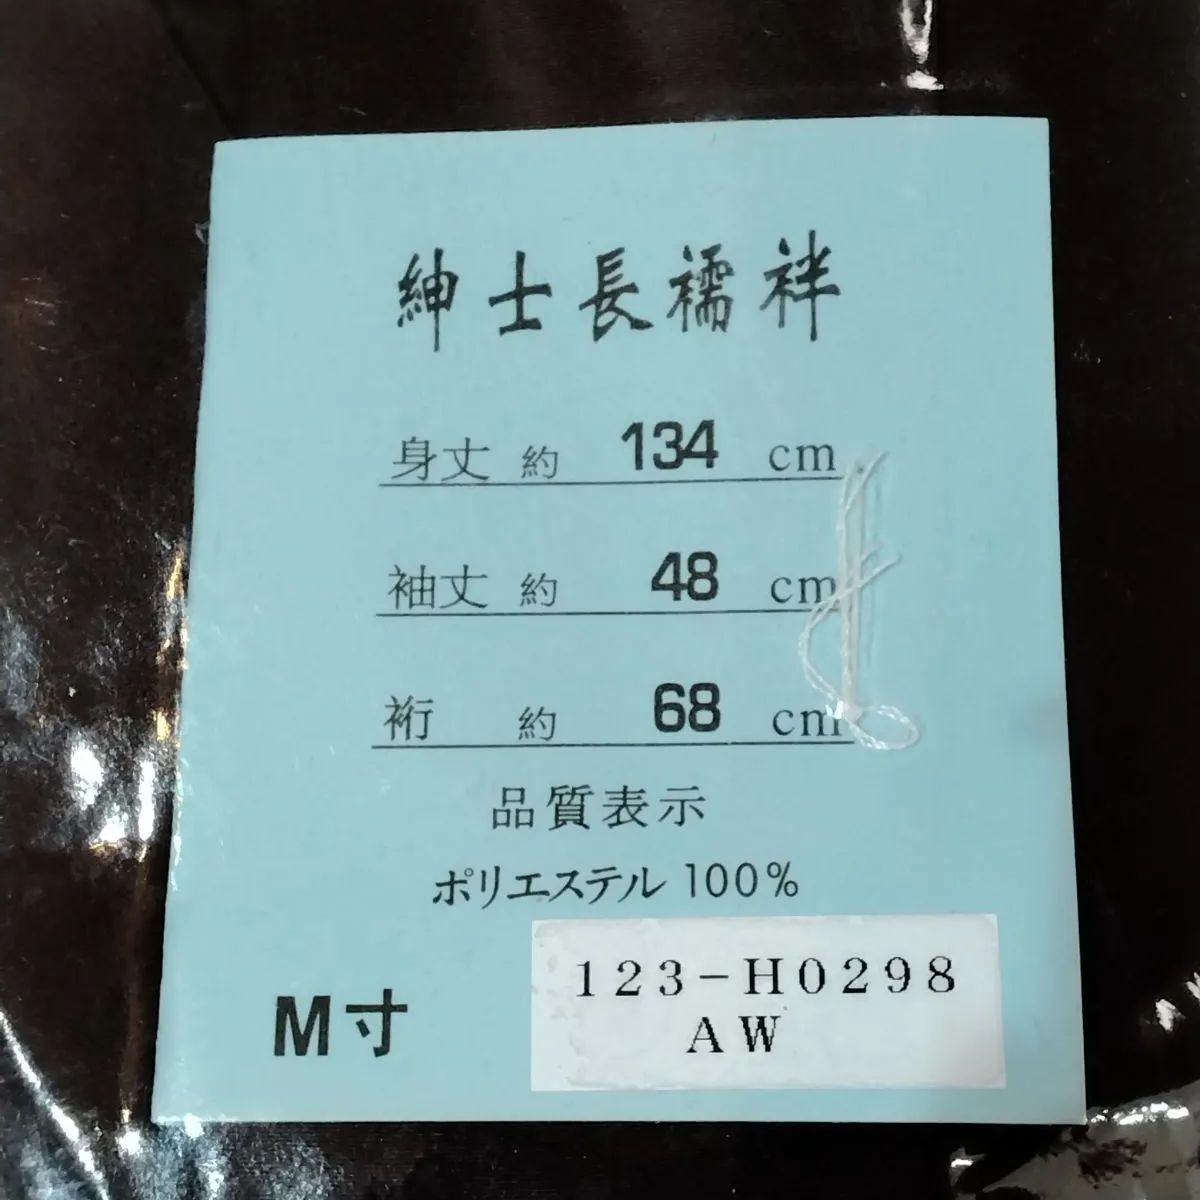 紳士長襦袢
身丈 約 134 cm
袖丈 約 48 cm
裄 約 68 cm
品質表示
ポリエステル 100%
M寸
123-H0298
AW